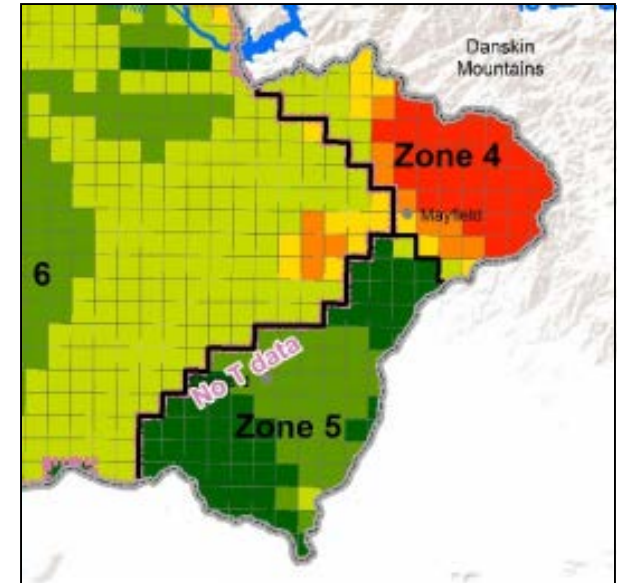 Danskin
Mountains
Zone 4
Mayfield
6
No T data
Zone 5